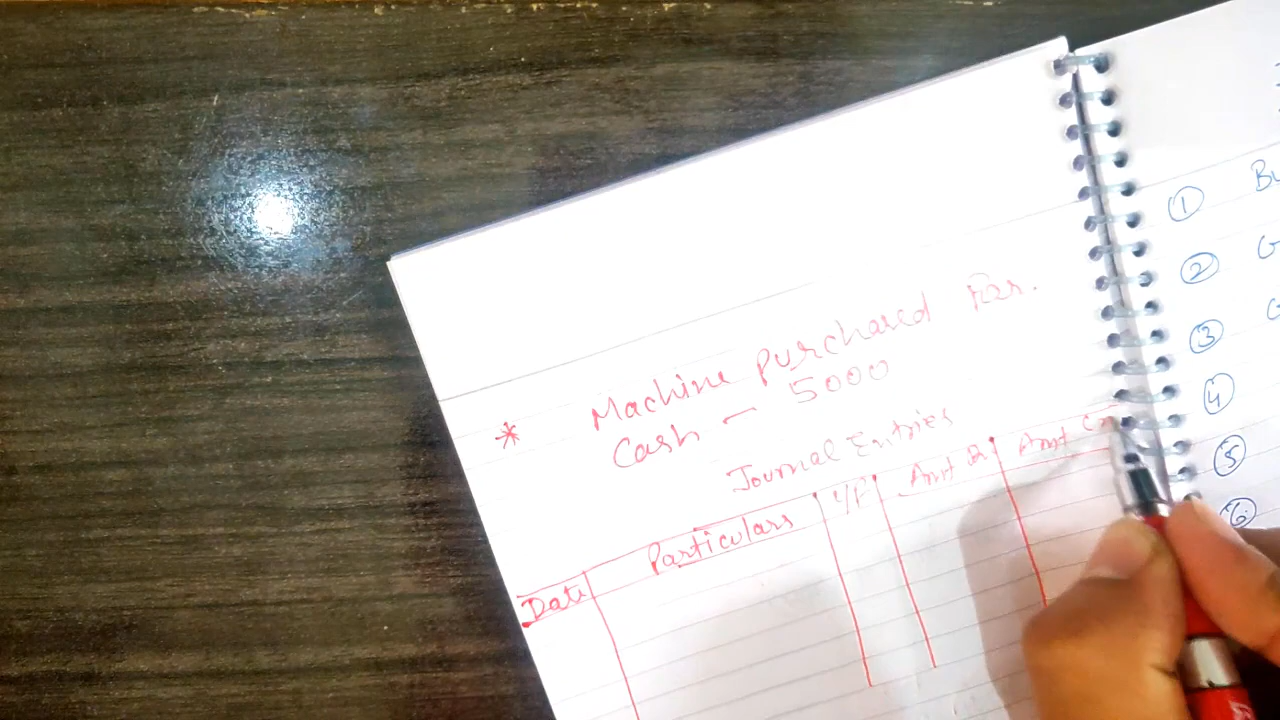 * Machine Purchased For.
Cash - 5000
Journal Entries
Date Particulars L/F Amt Dr Amt Cr
①
②
③
④
⑤
⑥